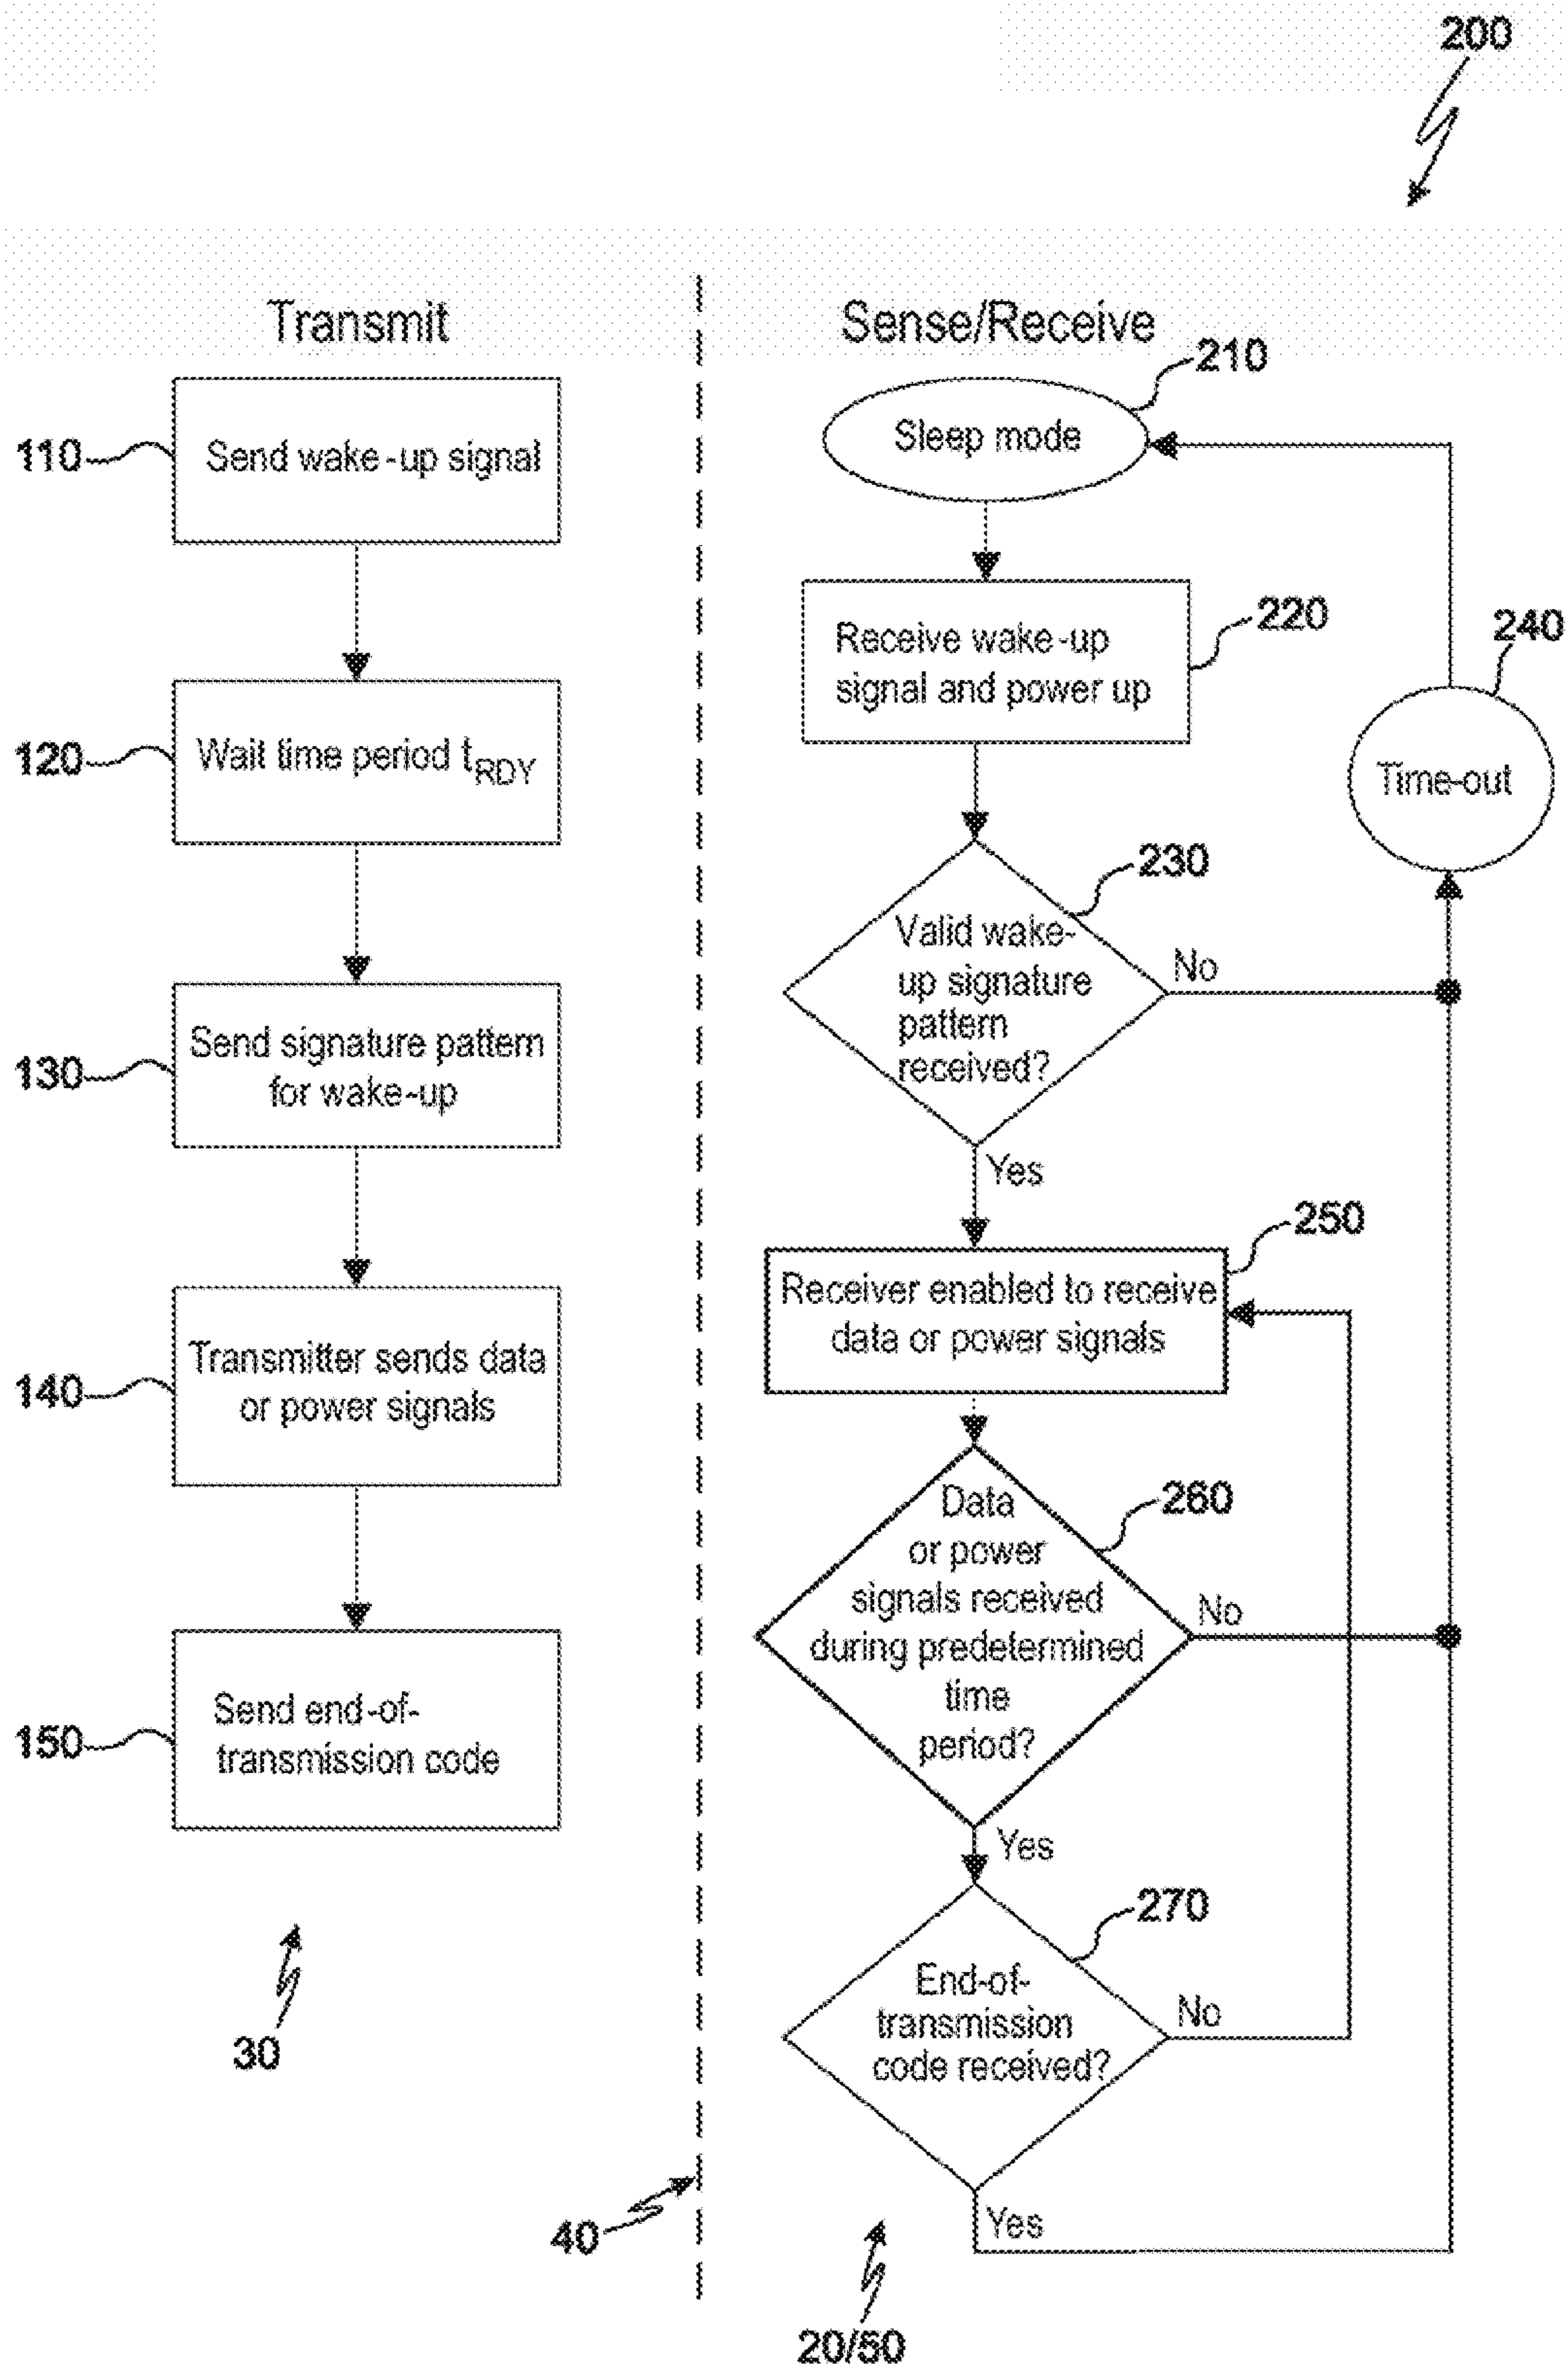 200
Transmit
110
Send wake-up signal
120
Wait time period tRDY
130
Send signature pattern
for wake-up
140
Transmitter sends data
or power signals
150
Send end-of-
transmission code
30
40
Sense/Receive
210
Sleep mode
220
Receive wake-up
signal and power up
240
Time-out
230
Valid wake-
up signature
pattern
received?
No
Yes
250
Receiver enabled to receive
data or power signals
260
Data
or power
signals received
during predetermined
time
period?
No
Yes
270
End-of-
transmission
code received?
No
Yes
20/50